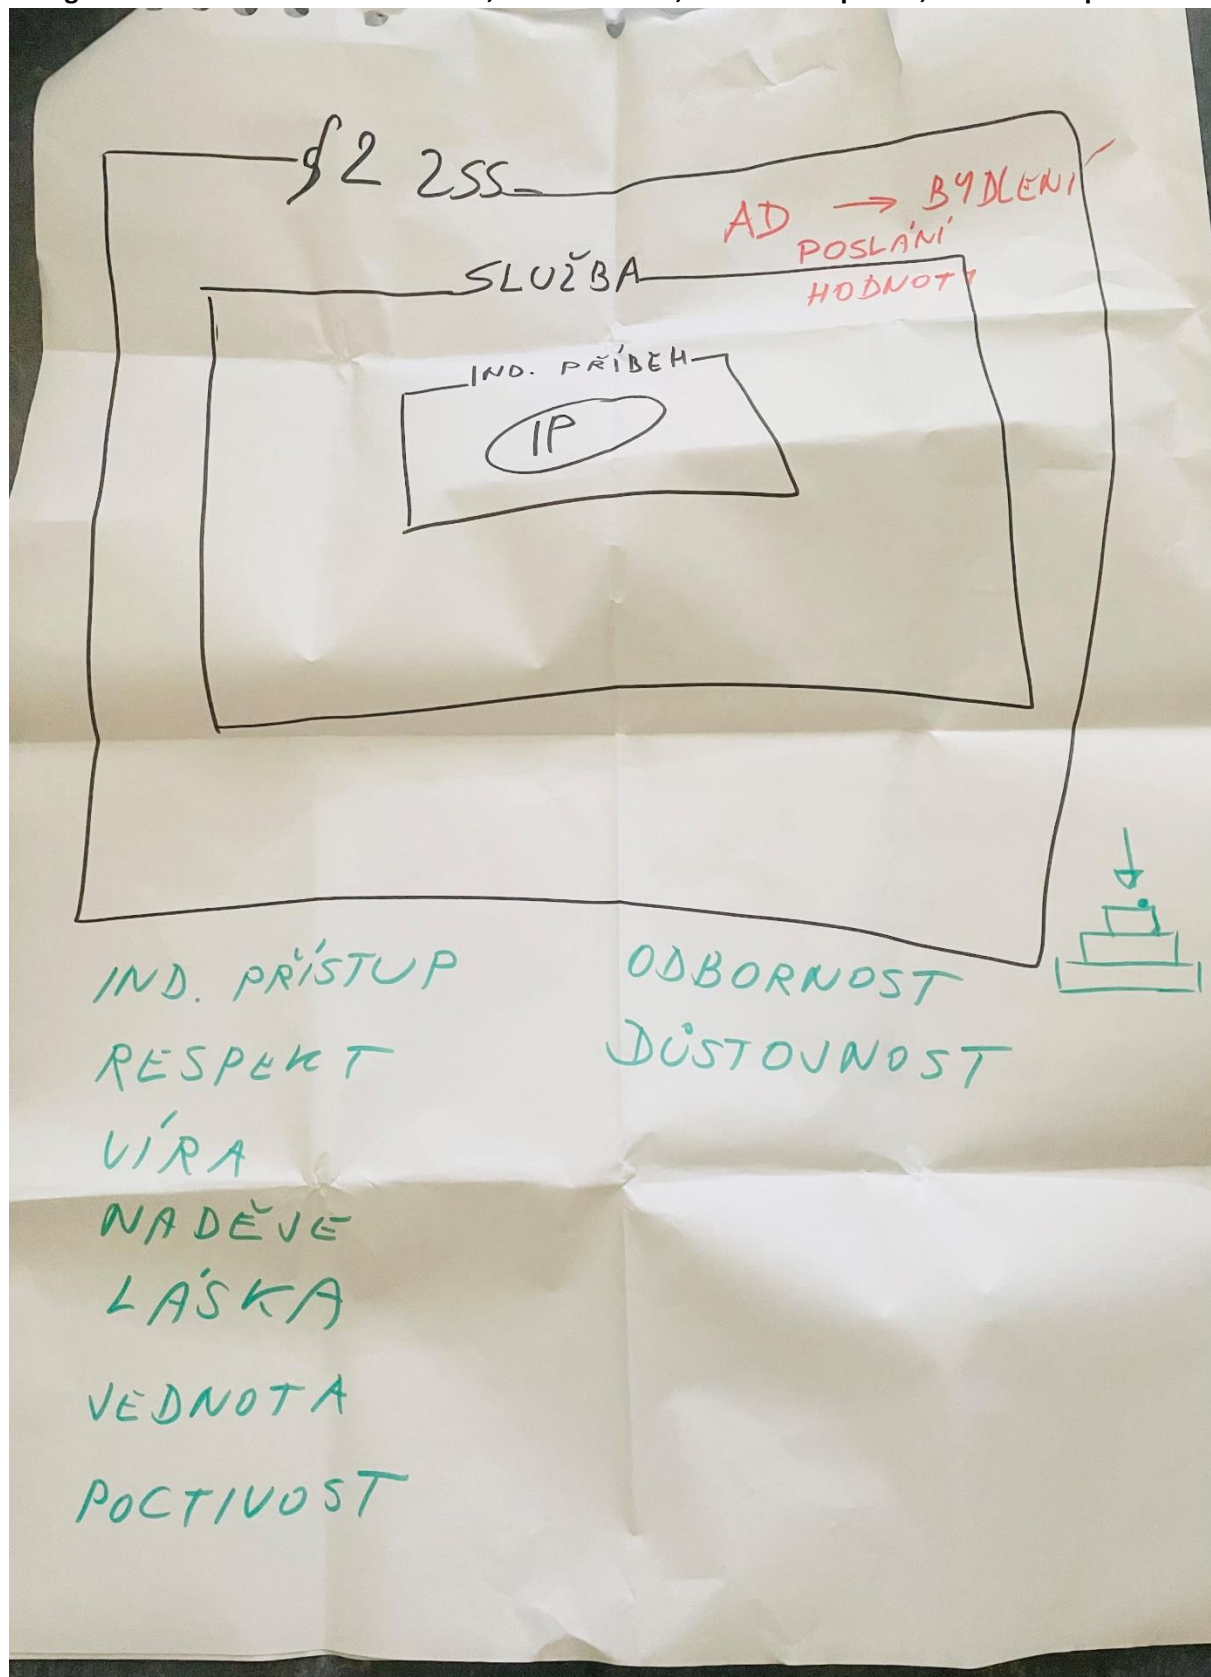 §2 ZSS
AD → BYDLENÍ
POSLÁNÍ
SLUŽBA
HODNOTY
IND. PŘÍBĚH
IP
IND. PŘÍSTUP
RESPEKT
VÍRA
NADĚJE
LÁSKA
JEDNOTA
POCTIVOST
ODBORNOST
DŮSTOJNOST